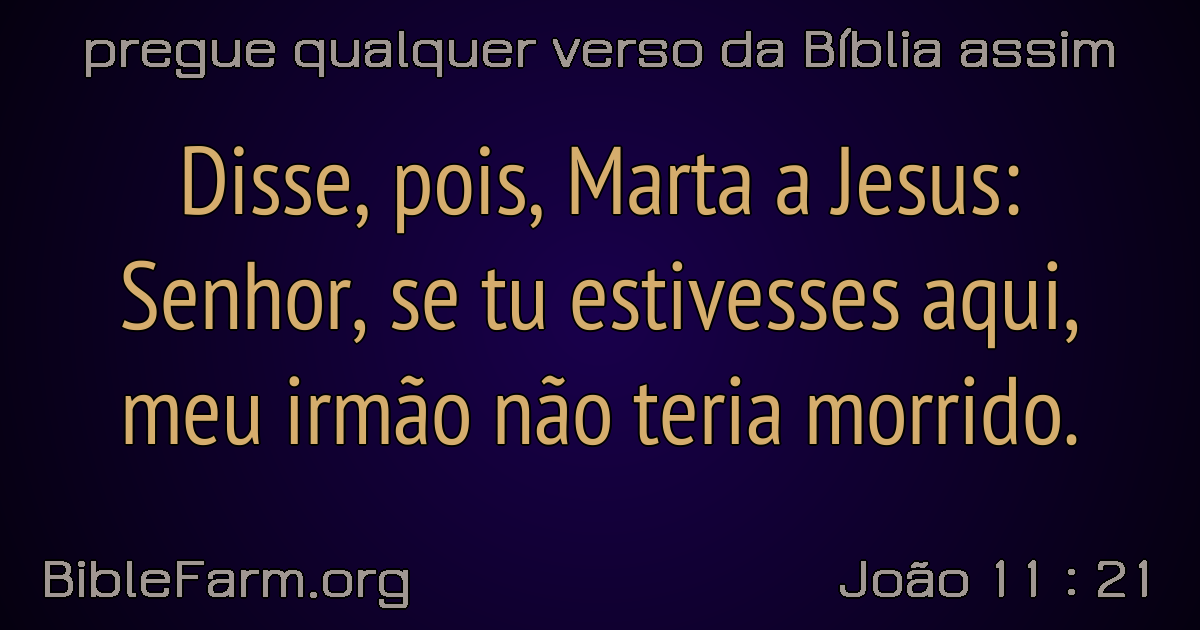 pregue qualquer verso da Bíblia assim
Disse, pois, Marta a Jesus:
Senhor, se tu estivesses aqui,
meu irmão não teria morrido.
BibleFarm.org
João 11 : 21